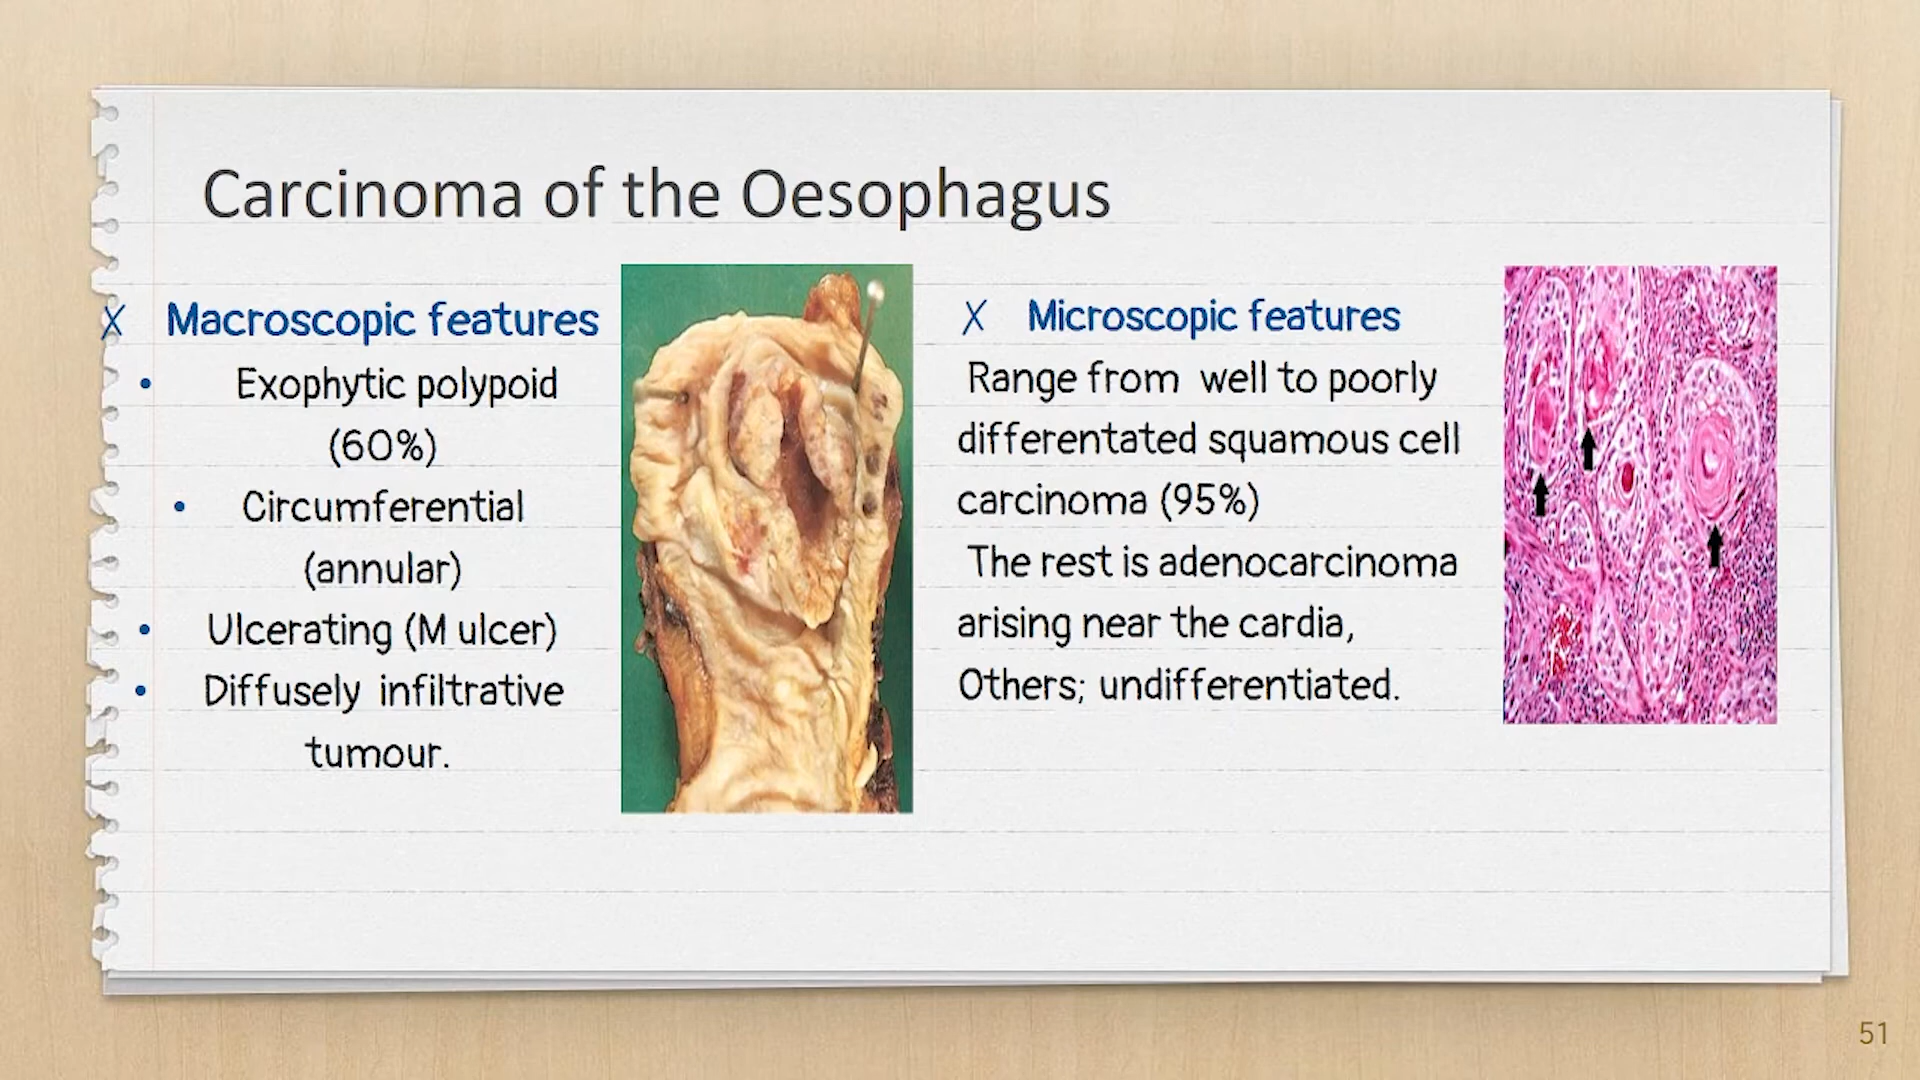 Carcinoma of the Oesophagus
X Macroscopic features
• Exophytic polypoid
(60%)
• Circumferential
(annular)
• Ulcerating (M ulcer)
• Diffusely infiltrative
tumour.
X Microscopic features
Range from well to poorly
differentated squamous cell
carcinoma (95%)
The rest is adenocarcinoma
arising near the cardia,
Others; undifferentiated.
51